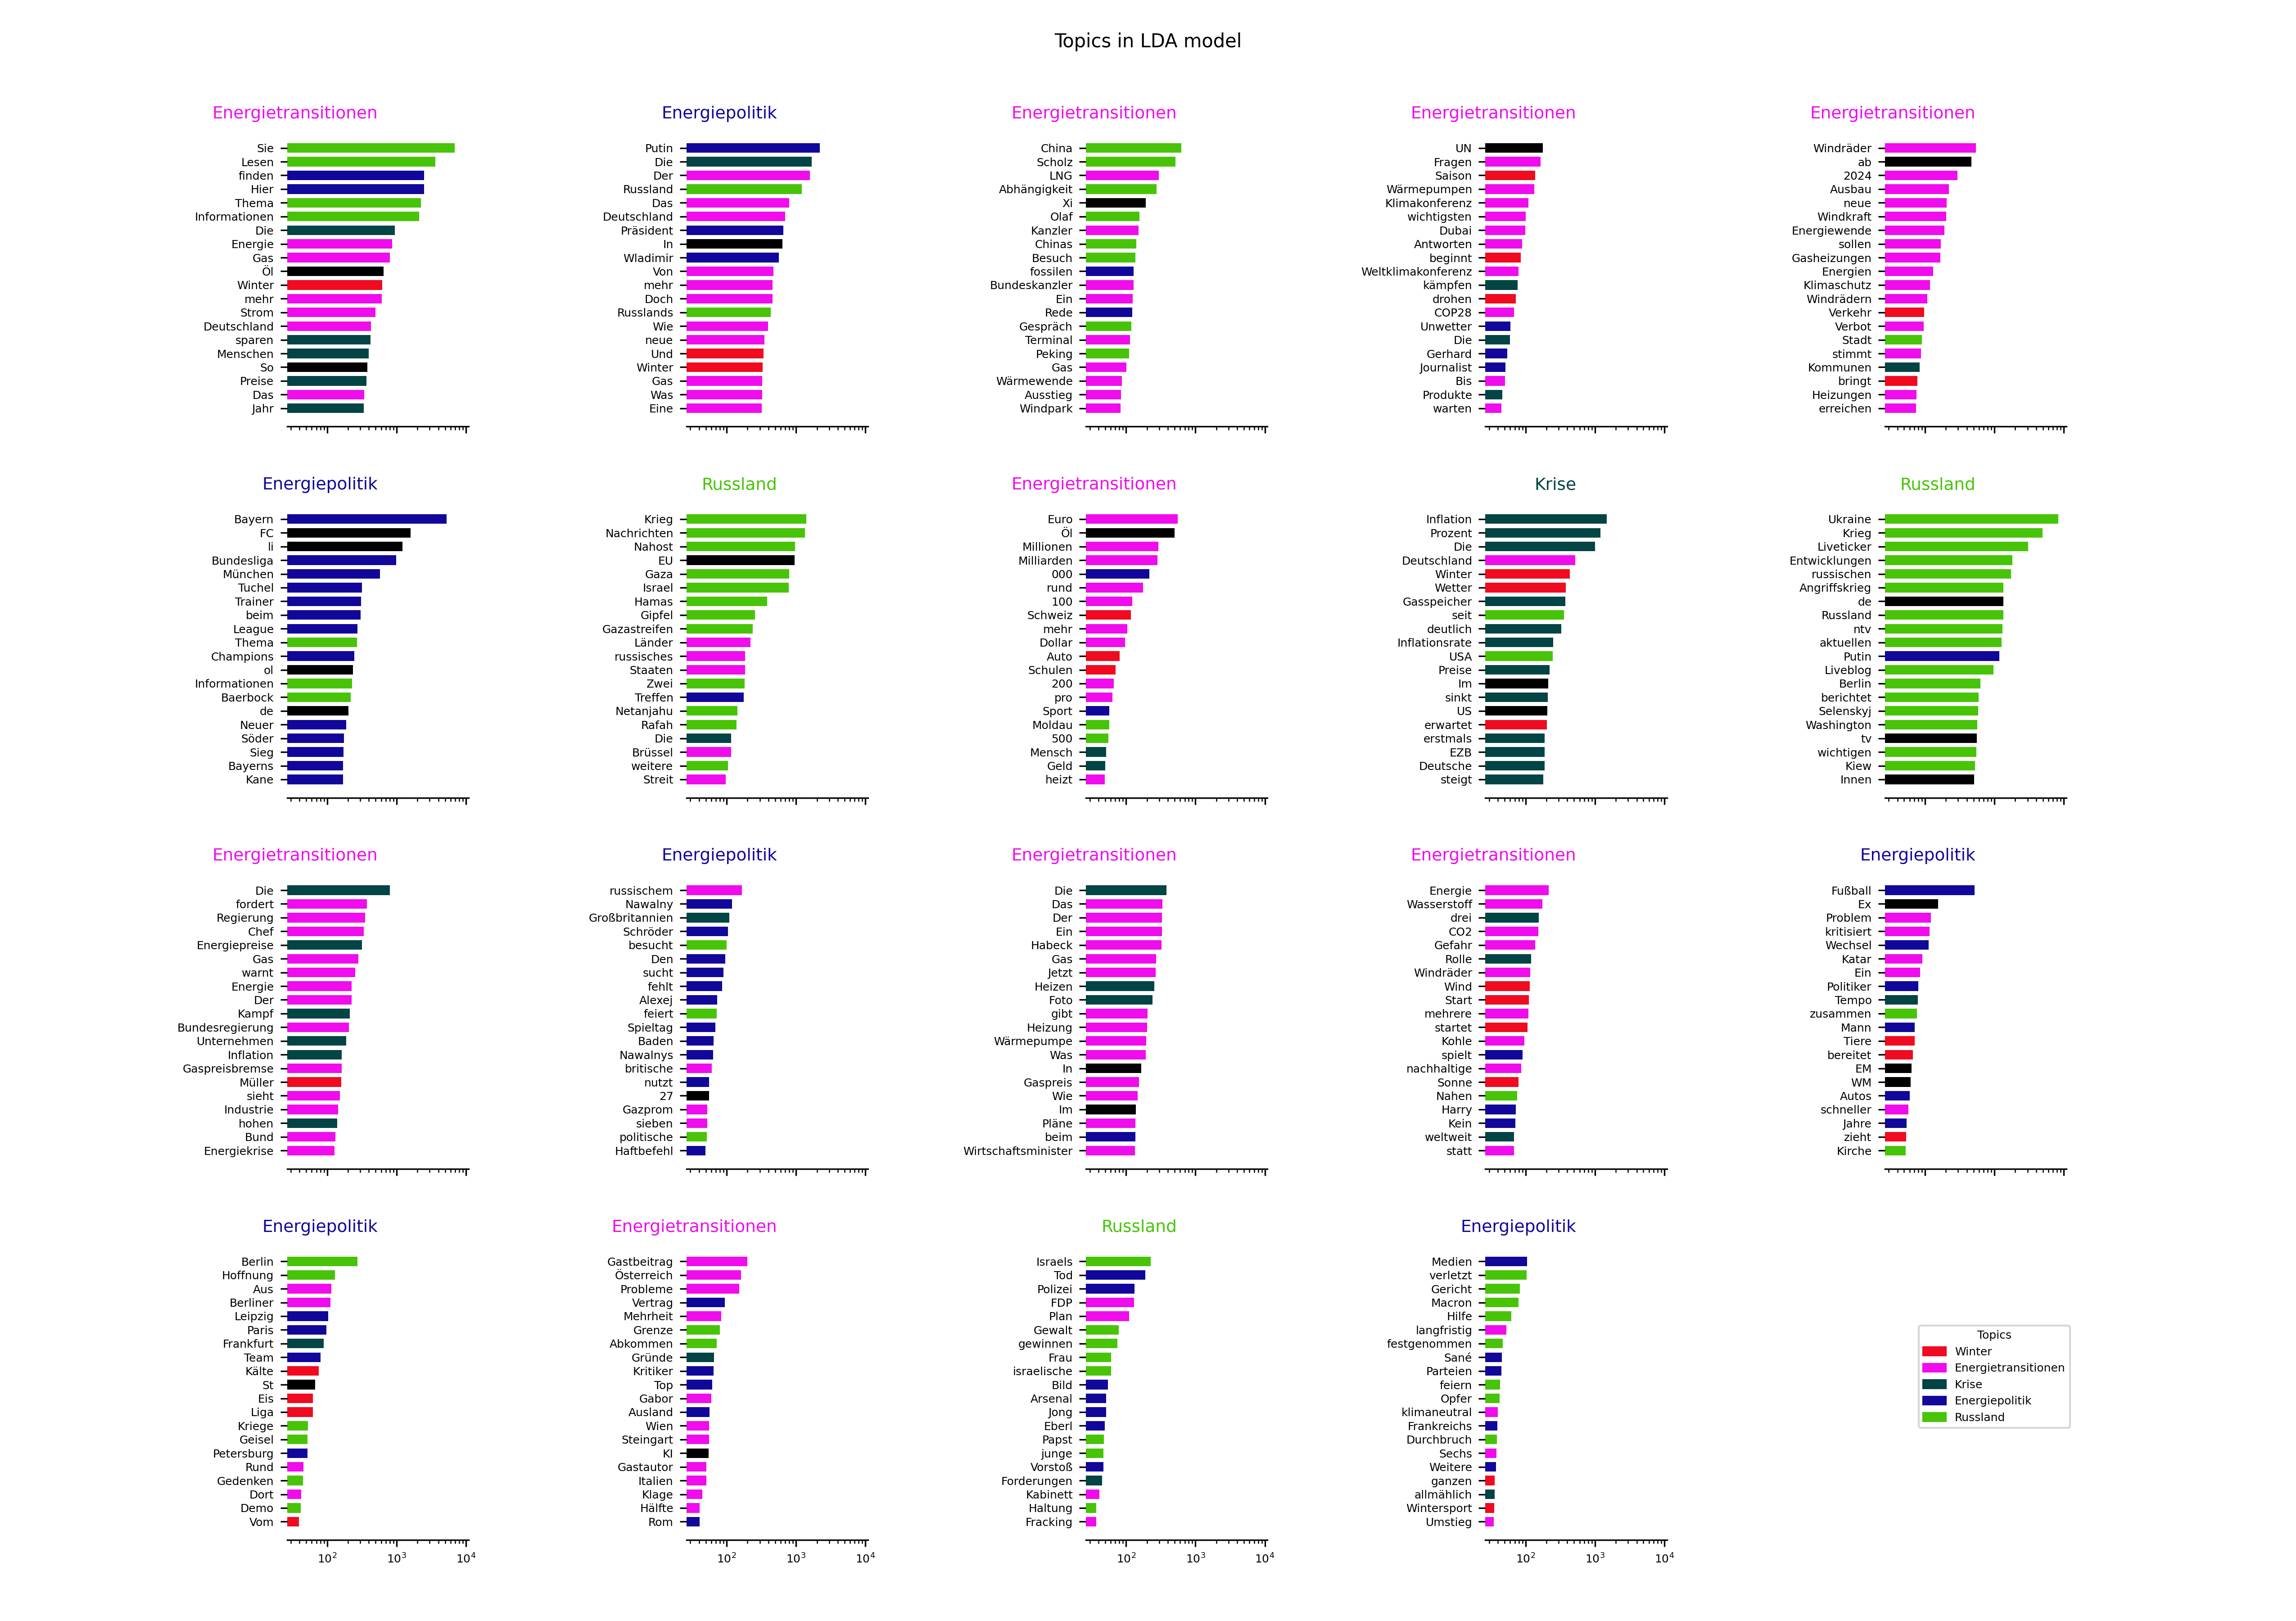 Topics in LDA model
Energietransitionen
Sie
Lesen
finden
Hier
Thema
Informationen
Die
Energie
Gas
Öl
Winter
mehr
Strom
Deutschland
sparen
Menschen
So
Preise
Das
Jahr
Energiepolitik
Putin
Die
Der
Russland
Das
Deutschland
Präsident
In
Wladimir
Von
mehr
Doch
Russlands
Wie
neue
Und
Winter
Gas
Was
Eine
Energietransitionen
China
Scholz
LNG
Abhängigkeit
Xi
Olaf
Kanzler
Chinas
Besuch
fossilen
Bundeskanzler
Ein
Rede
Gespräch
Terminal
Peking
Gas
Wärmewende
Ausstieg
Windpark
Energietransitionen
UN
Fragen
Saison
Wärmepumpen
Klimakonferenz
wichtigsten
Dubai
Antworten
beginnt
Weltklimakonferenz
kämpfen
drohen
COP28
Unwetter
Die
Gerhard
Journalist
Bis
Produkte
warten
Energietransitionen
Windräder
ab
2024
Ausbau
neue
Windkraft
Energiewende
sollen
Gasheizungen
Energien
Klimaschutz
Windrädern
Verkehr
Verbot
Stadt
stimmt
Kommunen
bringt
Heizungen
erreichen
Energiepolitik
Bayern
FC
li
Bundesliga
München
Tuchel
Trainer
beim
League
Thema
Champions
ol
Informationen
Baerbock
de
Neuer
Söder
Sieg
Bayerns
Kane
Russland
Krieg
Nachrichten
Nahost
EU
Gaza
Israel
Hamas
Gipfel
Gazastreifen
Länder
russisches
Staaten
Zwei
Treffen
Netanjahu
Rafah
Die
Brüssel
weitere
Streit
Energietransitionen
Euro
Öl
Millionen
Milliarden
000
rund
100
Schweiz
mehr
Dollar
Auto
Schulen
200
pro
Sport
Moldau
500
Mensch
Geld
heizt
Krise
Inflation
Prozent
Die
Deutschland
Winter
Wetter
Gasspeicher
seit
deutlich
Inflationsrate
USA
Preise
Im
sinkt
US
erwartet
erstmals
EZB
Deutsche
steigt
Russland
Ukraine
Krieg
Liveticker
Entwicklungen
russischen
Angriffskrieg
de
Russland
ntv
aktuellen
Putin
Liveblog
Berlin
berichtet
Selenskyj
Washington
tv
wichtigen
Kiew
Innen
Energietransitionen
Die
fordert
Regierung
Chef
Energiepreise
Gas
warnt
Energie
Der
Kampf
Bundesregierung
Unternehmen
Inflation
Gaspreisbremse
Müller
sieht
Industrie
hohen
Bund
Energiekrise
Energiepolitik
russischem
Nawalny
Großbritannien
Schröder
besucht
Den
sucht
fehlt
Alexej
feiert
Spieltag
Baden
Nawalnys
britische
nutzt
27
Gazprom
sieben
politische
Haftbefehl
Energietransitionen
Die
Das
Der
Ein
Habeck
Gas
Jetzt
Heizen
Foto
gibt
Heizung
Wärmepumpe
Was
In
Gaspreis
Wie
Im
Pläne
beim
Wirtschaftsminister
Energietransitionen
Energie
Wasserstoff
drei
CO2
Gefahr
Rolle
Windräder
Wind
Start
mehrere
startet
Kohle
spielt
nachhaltige
Sonne
Nahen
Harry
Kein
weltweit
statt
Energiepolitik
Fußball
Ex
Problem
kritisiert
Wechsel
Katar
Ein
Politiker
Tempo
zusammen
Mann
Tiere
bereitet
EM
WM
Autos
schneller
Jahre
zieht
Kirche
Energiepolitik
Berlin
Hoffnung
Aus
Berliner
Leipzig
Paris
Frankfurt
Team
Kälte
St
Eis
Liga
Kriege
Geisel
Petersburg
Rund
Gedenken
Dort
Demo
Vom
10² 10³ 10⁴
Energietransitionen
Gastbeitrag
Österreich
Probleme
Vertrag
Mehrheit
Grenze
Abkommen
Gründe
Kritiker
Top
Gabor
Ausland
Wien
Steingart
KI
Gastautor
Italien
Klage
Hälfte
Rom
10² 10³ 10⁴
Russland
Israels
Tod
Polizei
FDP
Plan
Gewalt
gewinnen
Frau
israelische
Bild
Arsenal
Jong
Eberl
Papst
junge
Vorstoß
Forderungen
Kabinett
Haltung
Fracking
10² 10³ 10⁴
Energiepolitik
Medien
verletzt
Gericht
Macron
Hilfe
langfristig
festgenommen
Sané
Parteien
feiern
Opfer
klimaneutral
Frankreichs
Durchbruch
Sechs
Weitere
ganzen
allmählich
Wintersport
Umstieg
10² 10³ 10⁴
Topics
Winter
Energietransitionen
Krise
Energiepolitik
Russland